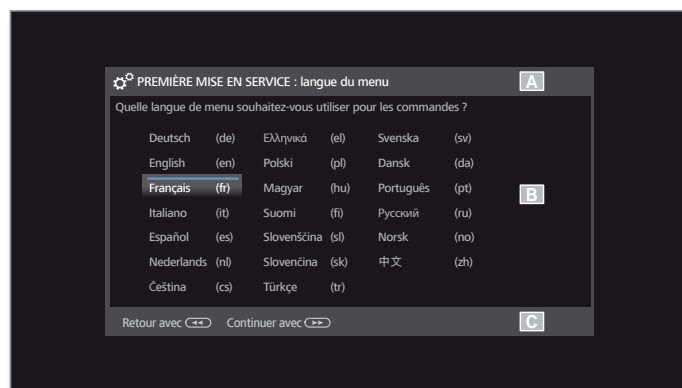 PREMIÈRE MISE EN SERVICE : langue du menu A
Quelle langue de menu souhaitez-vous utiliser pour les commandes ?
Deutsch (de) Ελληνικά (el) Svenska (sv)
English (en) Polski (pl) Dansk (da)
Français (fr) Magyar (hu) Português (pt) B
Italiano (it) Suomi (fi) Русский (ru)
Español (es) Slovenščina (sl) Norsk (no)
Nederlands (nl) Slovenčina (sk) 中文 (zh)
Čeština (cs) Türkçe (tr)
Retour avec Continuer avec C